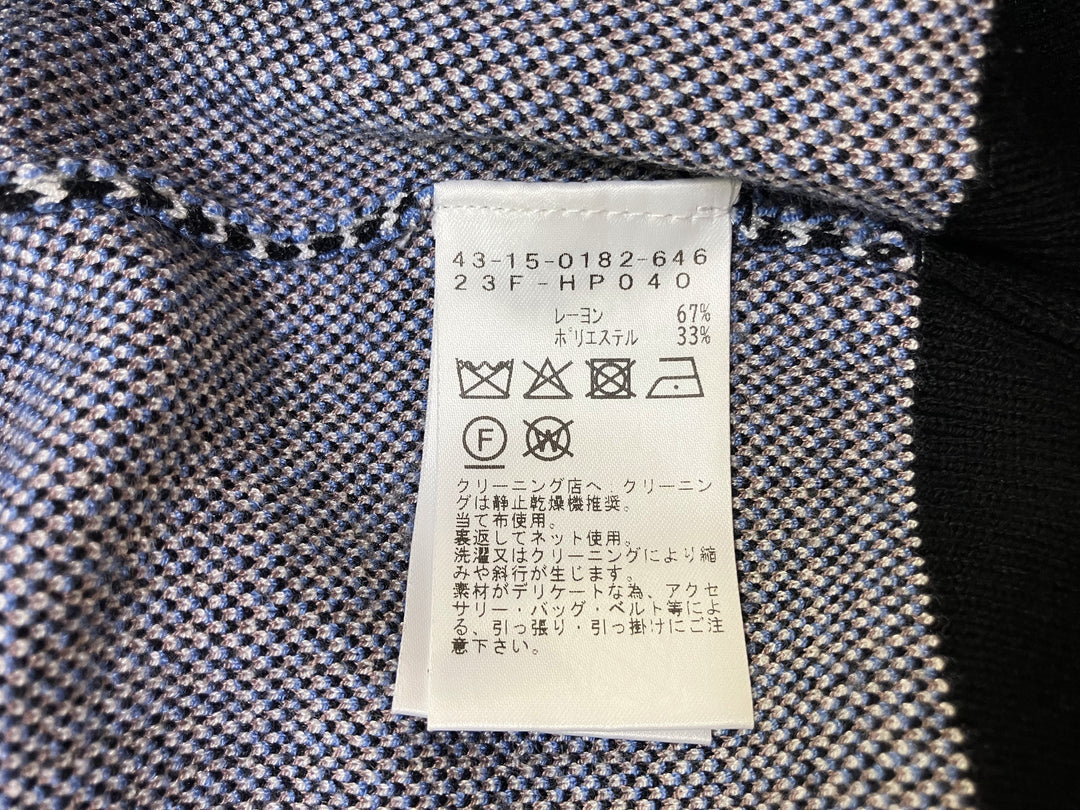 43-15-0182-646
23F-HP040
レーヨン 67%
ポリエステル 33%
F W
クリーニング店へ.クリーニン
グは静止乾燥機推奨。
当て布使用。
裏返してネット使用。
洗濯又はクリーニングにより縮
みや斜行が生じます。
素材がデリケートな為、アクセ
サリー・バッグ・ベルト等によ
る、引っ張り・引っ掛けにご注
意下さい。